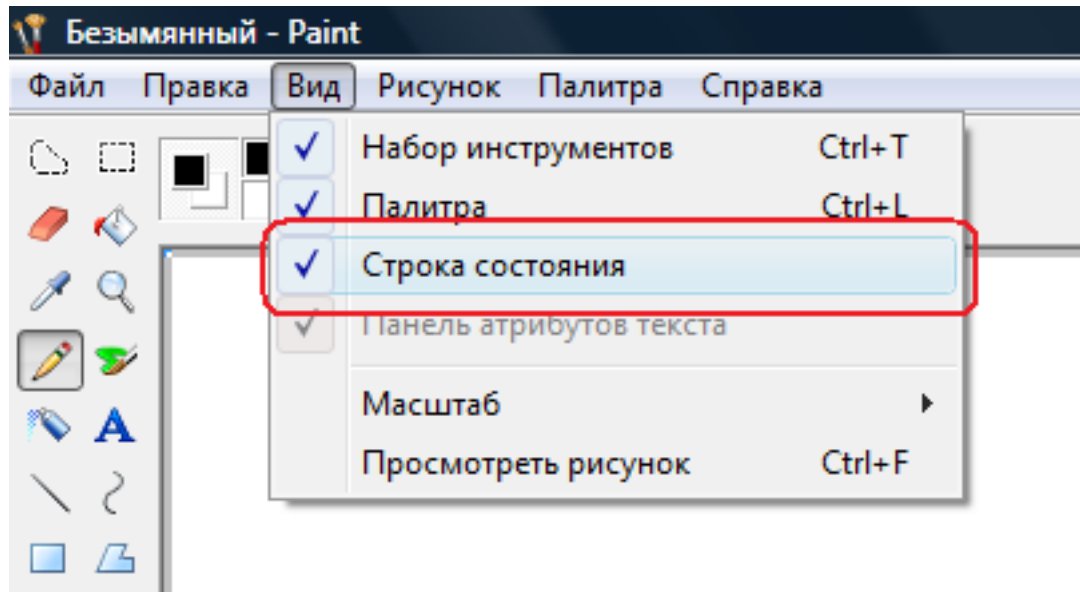 Безымянный - Paint
Файл Правка Вид Рисунок Палитра Справка
Набор инструментов Ctrl+T
Палитра Ctrl+L
Строка состояния
Панель атрибутов текста
Масштаб
Просмотреть рисунок Ctrl+F
A